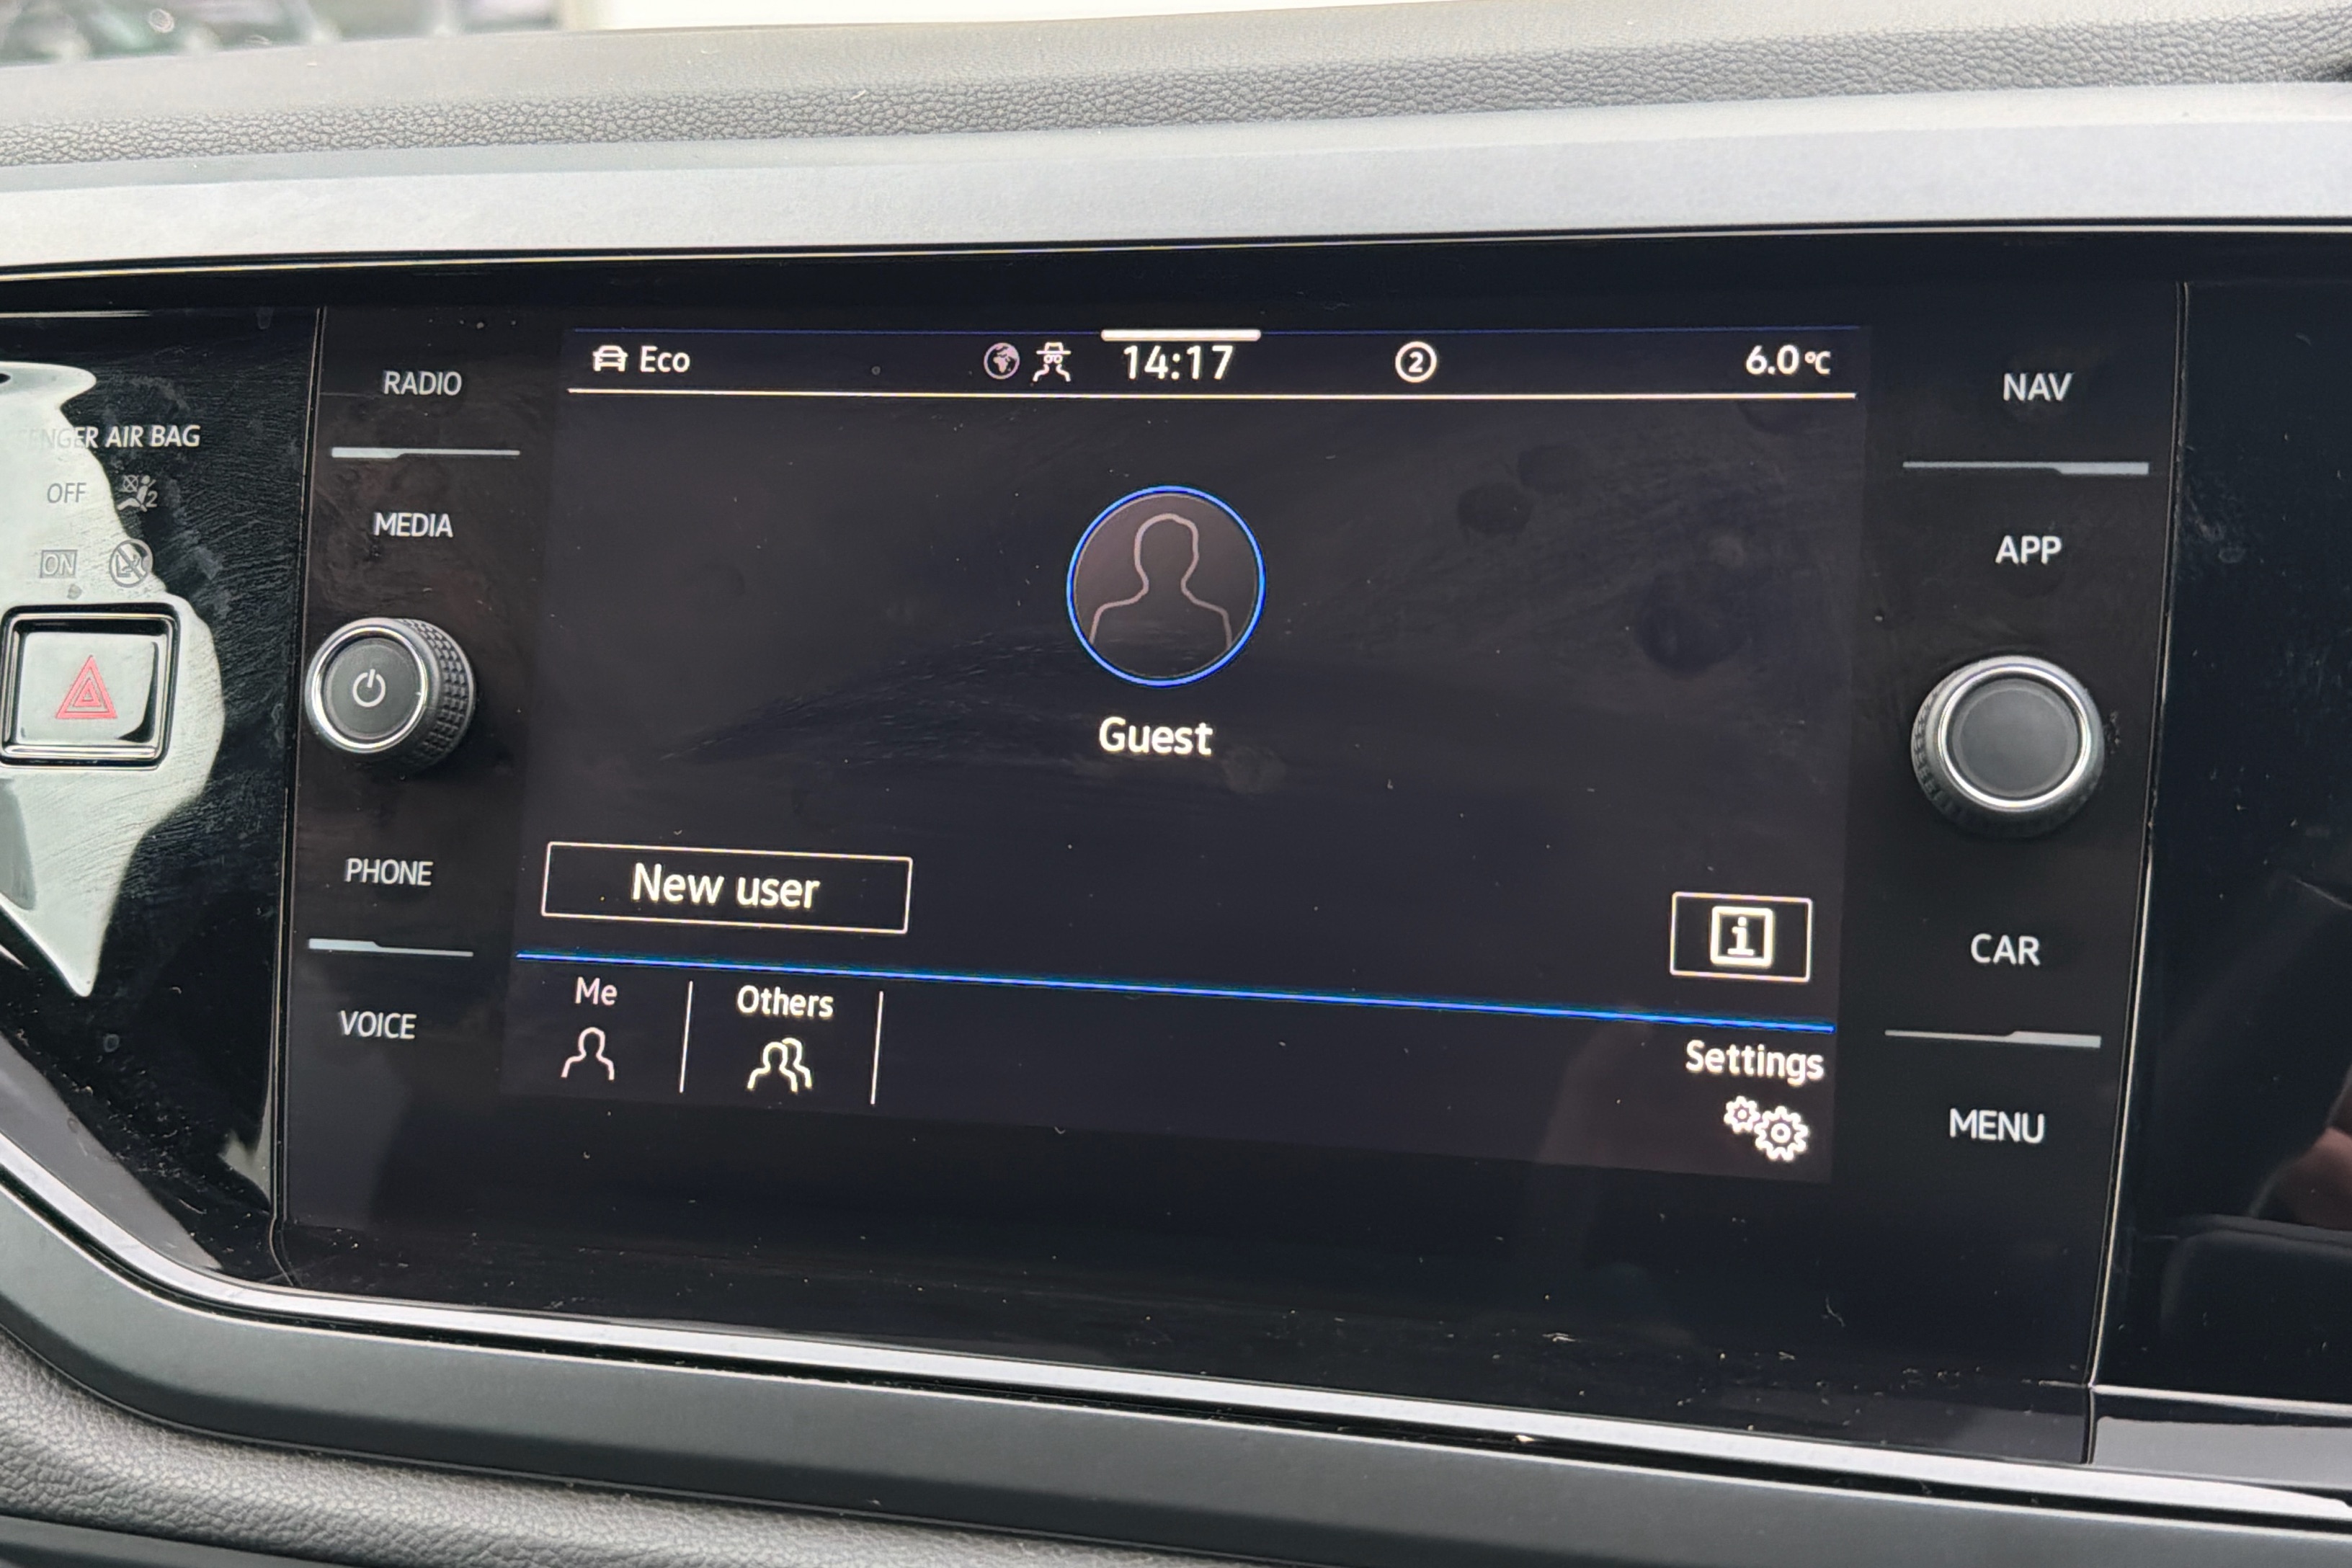 AIR BAG
OFF
ON
RADIO
MEDIA
PHONE
VOICE
Eco
14:17
2
6.0°C
Guest
New user
i
Me
Others
Settings
NAV
APP
CAR
MENU